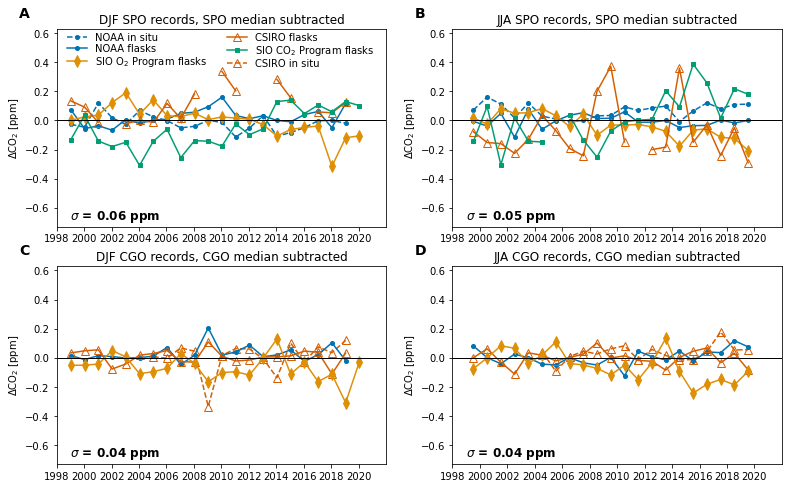 A
DJF SPO records, SPO median subtracted
NOAA in situ
NOAA flasks
SIO O₂ Program flasks
CSIRO flasks
SIO CO₂ Program flasks
CSIRO in situ
ΔCO₂ [ppm]
0.6
0.4
0.2
0.0
−0.2
−0.4
−0.6
σ = 0.06 ppm
1998 2000 2002 2004 2006 2008 2010 2012 2014 2016 2018 2020
B
JJA SPO records, SPO median subtracted
ΔCO₂ [ppm]
0.6
0.4
0.2
0.0
−0.2
−0.4
−0.6
σ = 0.05 ppm
1998 2000 2002 2004 2006 2008 2010 2012 2014 2016 2018 2020
C
DJF CGO records, CGO median subtracted
ΔCO₂ [ppm]
0.6
0.4
0.2
0.0
−0.2
−0.4
−0.6
σ = 0.04 ppm
1998 2000 2002 2004 2006 2008 2010 2012 2014 2016 2018 2020
D
JJA CGO records, CGO median subtracted
ΔCO₂ [ppm]
0.6
0.4
0.2
0.0
−0.2
−0.4
−0.6
σ = 0.04 ppm
1998 2000 2002 2004 2006 2008 2010 2012 2014 2016 2018 2020